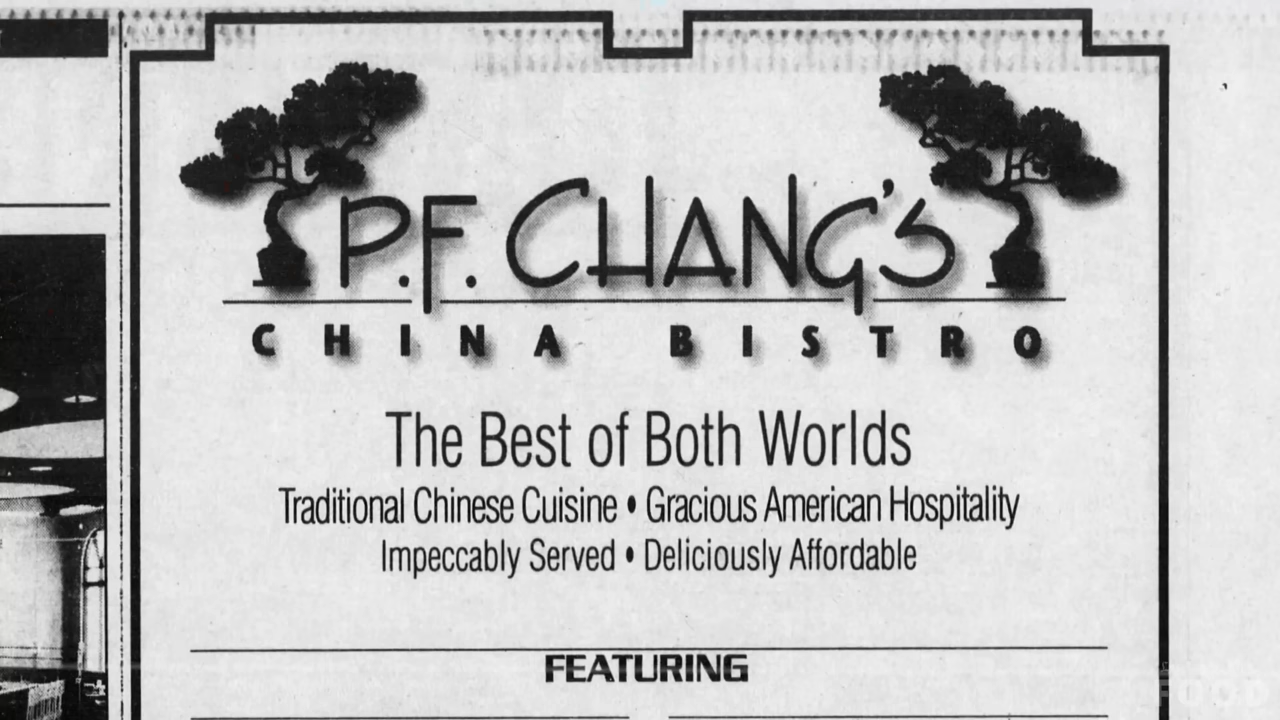 P.F. CHANG'S
CHINA BISTRO
The Best of Both Worlds
Traditional Chinese Cuisine • Gracious American Hospitality
Impeccably Served • Deliciously Affordable
FEATURING
FOOD